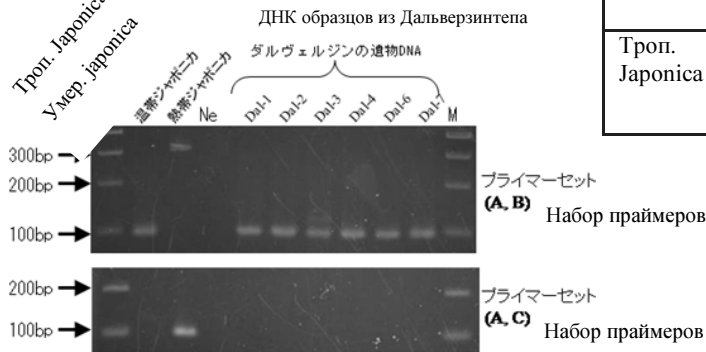 Троп. Japonica
Умер. japonica
ДНК образцов из Дальверзинтепа
ダルヴェルジンの遺物DNA
温帯ジャポニカ
熱帯ジャポニカ
Ne
Dal-1
Dal-2
Dal-3
Dal-4
Dal-6
Dal-7
M
Троп.
Japonica
300bp
200bp
100bp
プライマーセット
(A, B)
Набор праймеров
200bp
100bp
プライマーセット
(A, C)
Набор праймеров